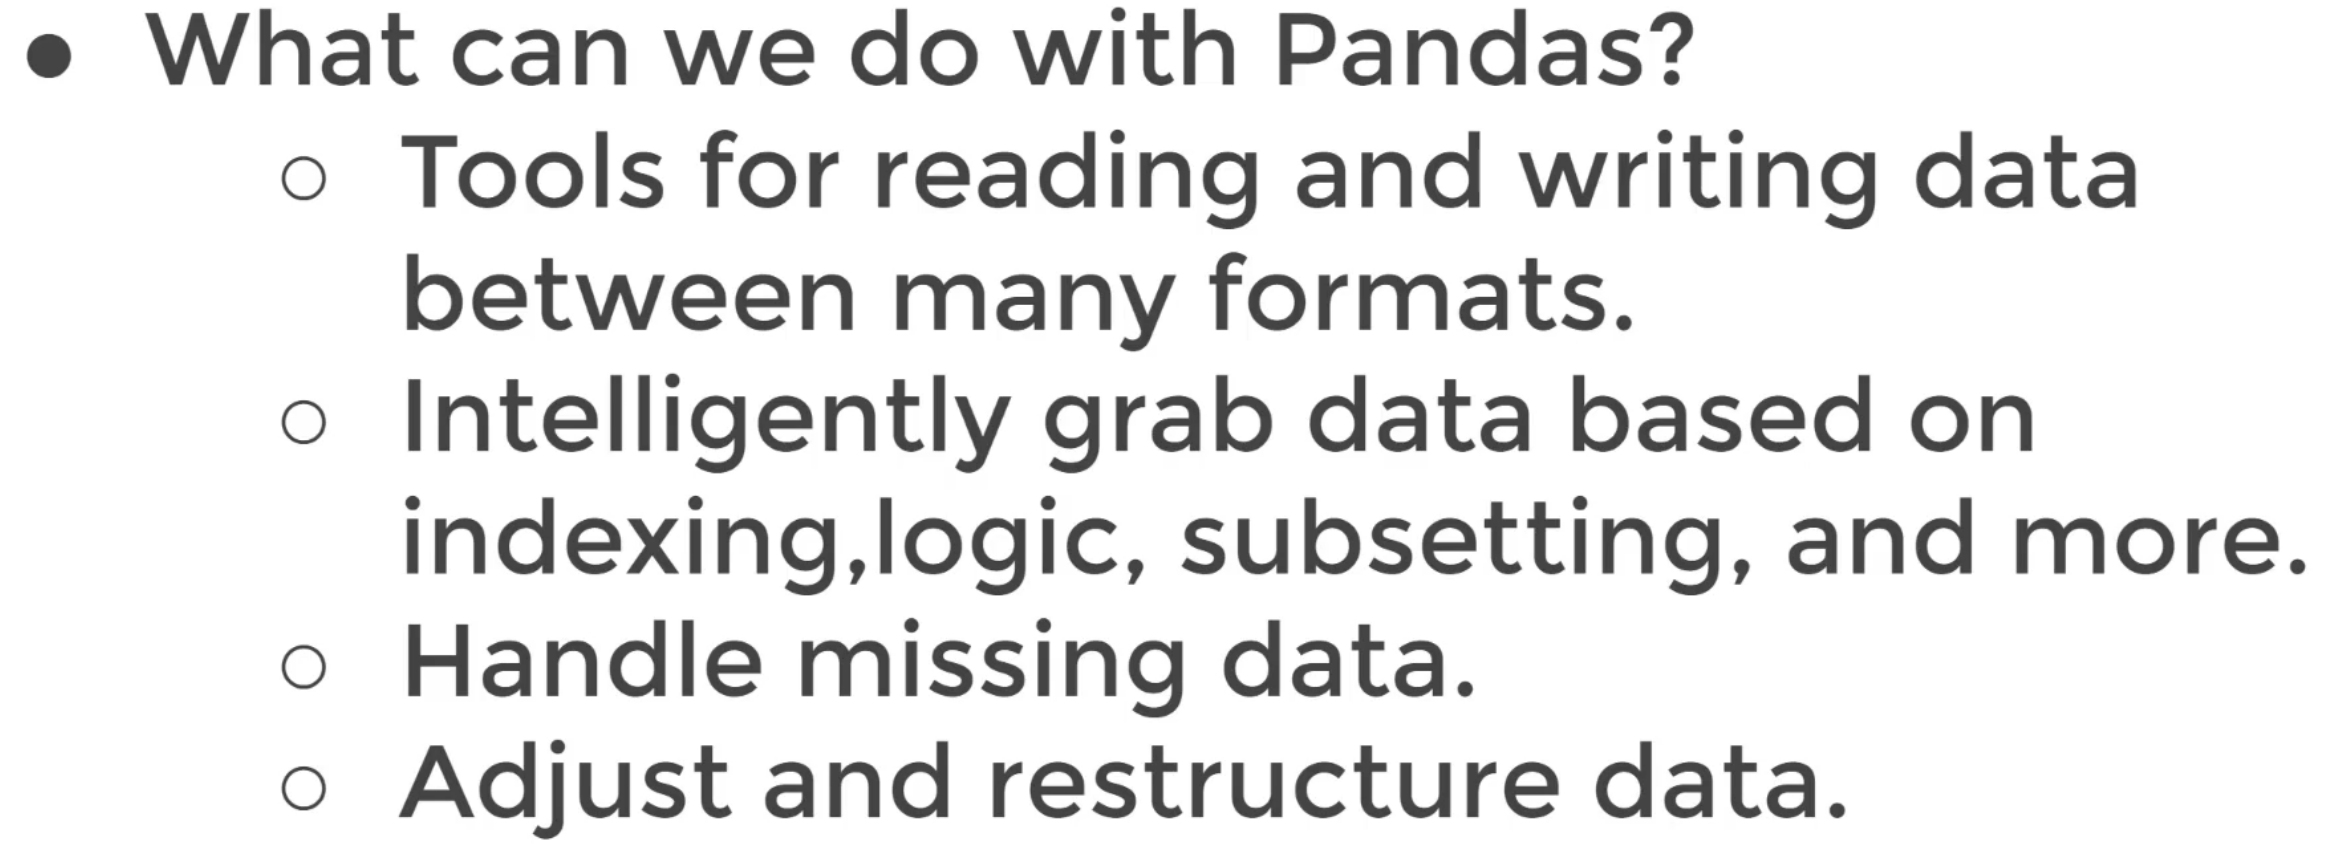 ● What can we do with Pandas?
○ Tools for reading and writing data
between many formats.
○ Intelligently grab data based on
indexing,logic, subsetting, and more.
○ Handle missing data.
○ Adjust and restructure data.